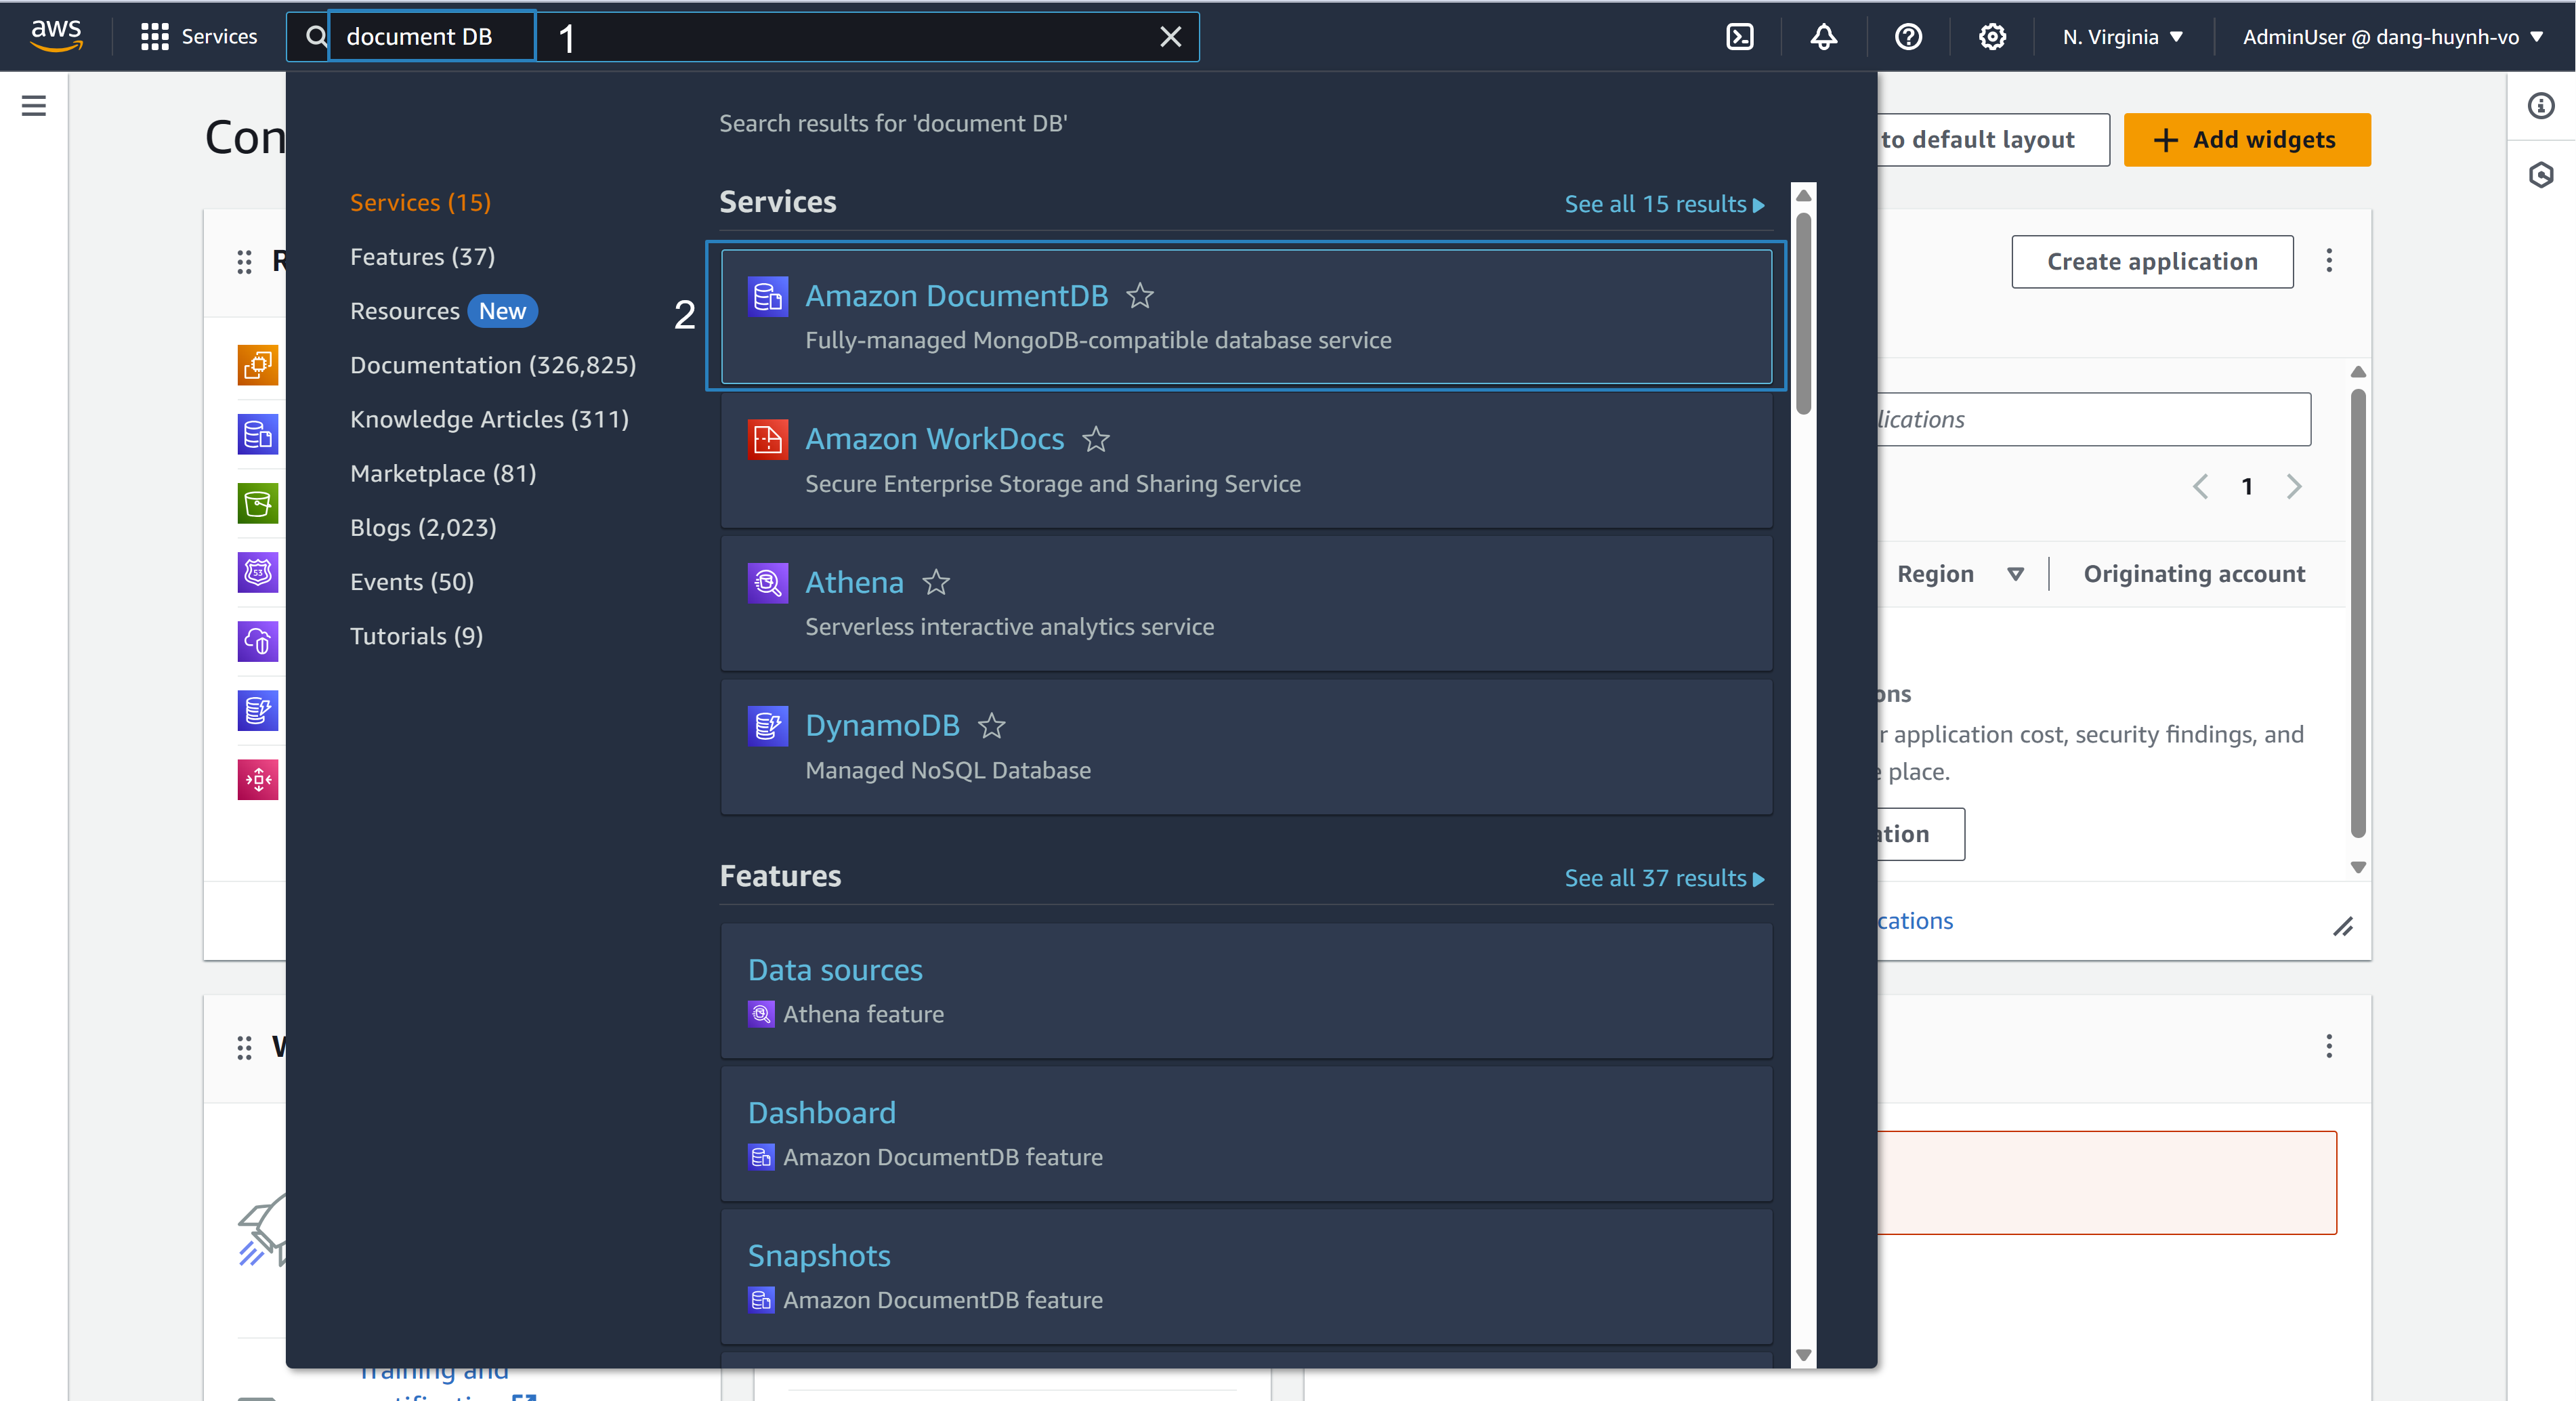 aws
Services
document DB
1
N. Virginia
AdminUser @ dang-huynh-vo
Con
to default layout
Add widgets
Search results for 'document DB'
Services (15)
Features (37)
Resources New
Documentation (326,825)
Knowledge Articles (311)
Marketplace (81)
Blogs (2,023)
Events (50)
Tutorials (9)
Services
See all 15 results
2
Amazon DocumentDB
Fully-managed MongoDB-compatible database service
Amazon WorkDocs
Secure Enterprise Storage and Sharing Service
Athena
Serverless interactive analytics service
DynamoDB
Managed NoSQL Database
Features
See all 37 results
Data sources
Athena feature
Dashboard
Amazon DocumentDB feature
Snapshots
Amazon DocumentDB feature
R
53
Create application
lications
1
Region
Originating account
ons
r application cost, security findings, and
e place.
ation
cations
Training and